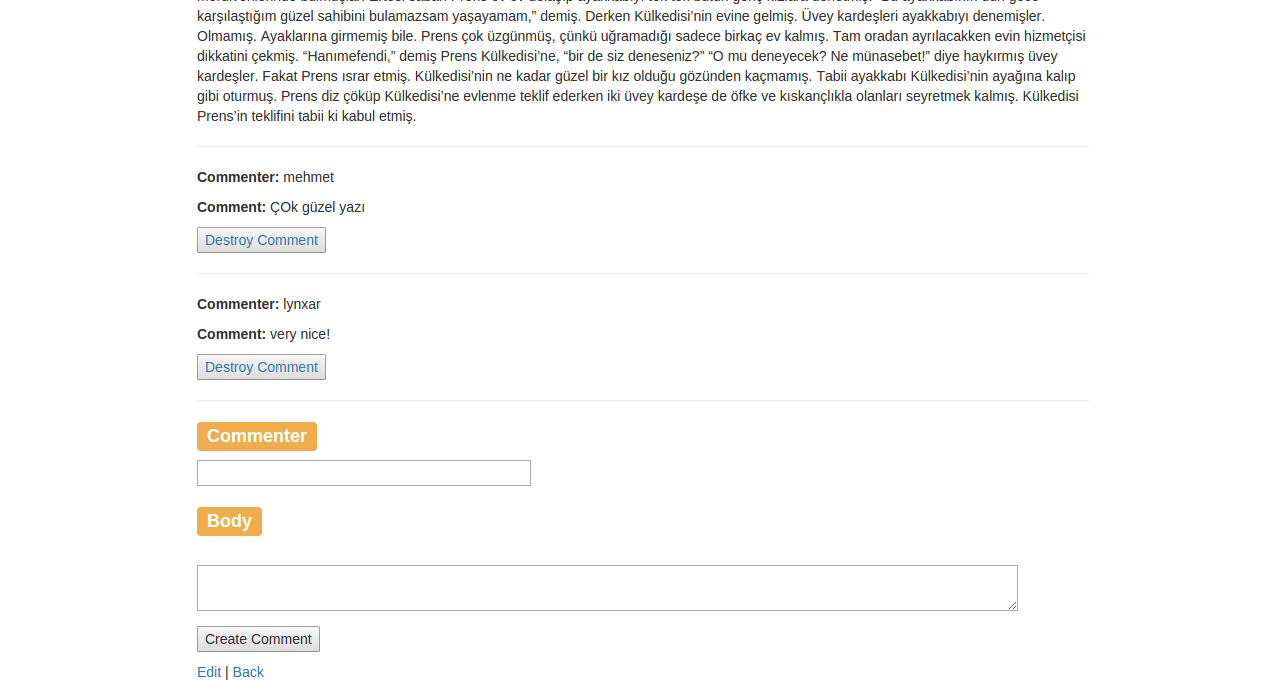 karşılaştığım güzel sahibini bulamazsam yaşayamam,” demiş. Derken Külkedisi’nin evine gelmiş. Üvey kardeşleri ayakkabıyı denemişler.
Olmamış. Ayaklarına girmemiş bile. Prens çok üzgünmüş, çünkü uğramadığı sadece birkaç ev kalmış. Tam oradan ayrılacakken evin hizmetçisi
dikkatini çekmiş. “Hanımefendi,” demiş Prens Külkedisi’ne, “bir de siz deneseniz?” “O mu deneyecek? Ne münasebet!” diye haykırmış üvey
kardeşler. Fakat Prens ısrar etmiş. Külkedisi’nin ne kadar güzel bir kız olduğu gözünden kaçmamış. Tabii ayakkabı Külkedisi’nin ayağına kalıp
gibi oturmuş. Prens diz çöküp Külkedisi’ne evlenme teklif ederken iki üvey kardeşe de öfke ve kıskançlıkla olanları seyretmek kalmış. Külkedisi
Prens’in teklifini tabii ki kabul etmiş.
Commenter: mehmet
Comment: ÇOk güzel yazı
Destroy Comment
Commenter: lynxar
Comment: very nice!
Destroy Comment
Commenter
Body
Create Comment
Edit | Back